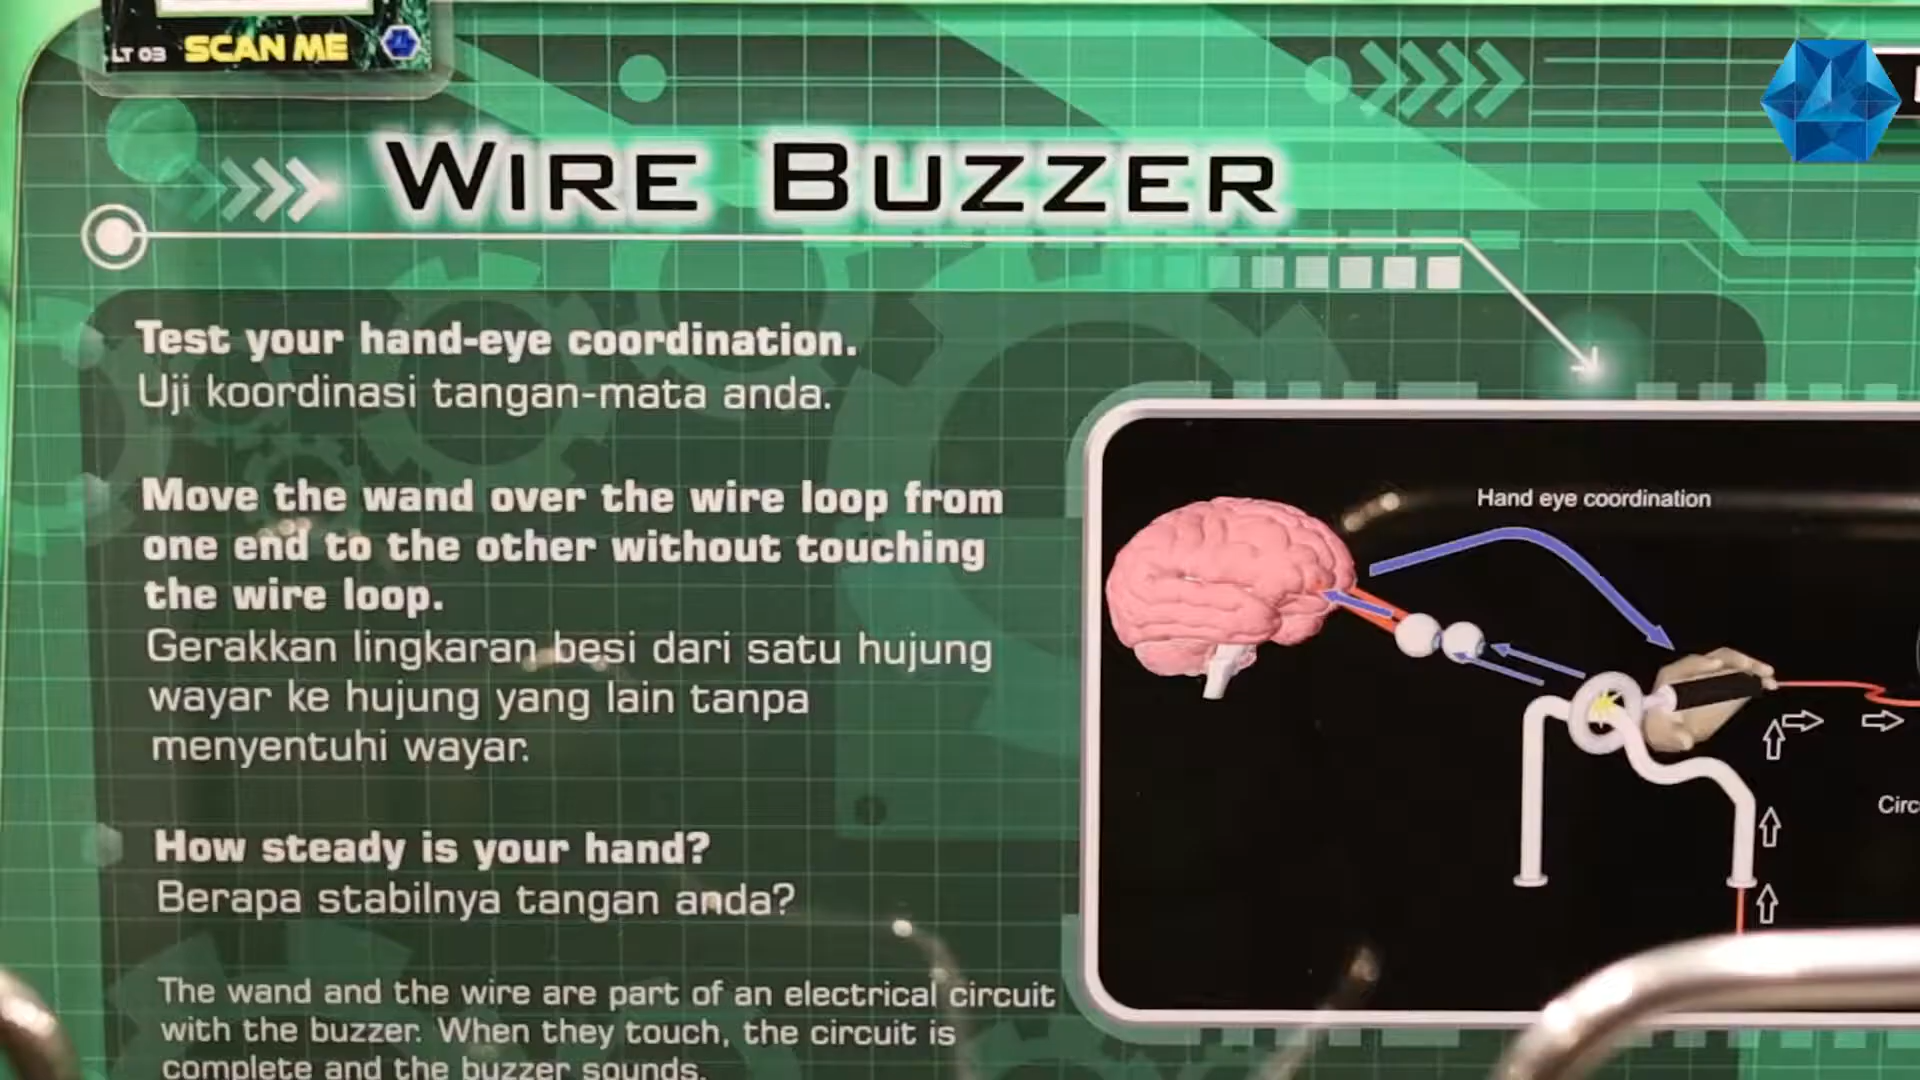 LT 03 SCAN ME
WIRE BUZZER
Test your hand-eye coordination.
Uji koordinasi tangan-mata anda.
Move the wand over the wire loop from
one end to the other without touching
the wire loop.
Gerakkan lingkaran besi dari satu hujung
wayar ke hujung yang lain tanpa
menyentuhi wayar.
How steady is your hand?
Berapa stabilnya tangan anda?
The wand and the wire are part of an electrical circuit
with the buzzer. When they touch, the circuit is
complete and the buzzer sounds.
Hand eye coordination